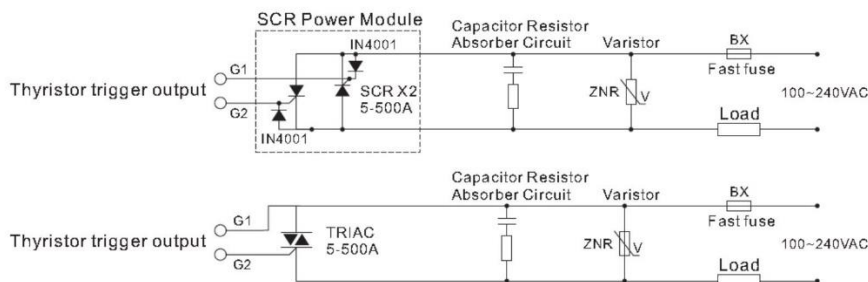 SCR Power Module
IN4001
Capacitor Resistor
Absorber Circuit
Varistor
BX
Fast fuse
G1
Thyristor trigger output
SCR X2
5-500A
ZNR
V
100~240VAC
G2
Load
IN4001
Capacitor Resistor
Absorber Circuit
Varistor
BX
Fast fuse
G1
Thyristor trigger output
TRIAC
5-500A
ZNR
V
100~240VAC
G2
Load